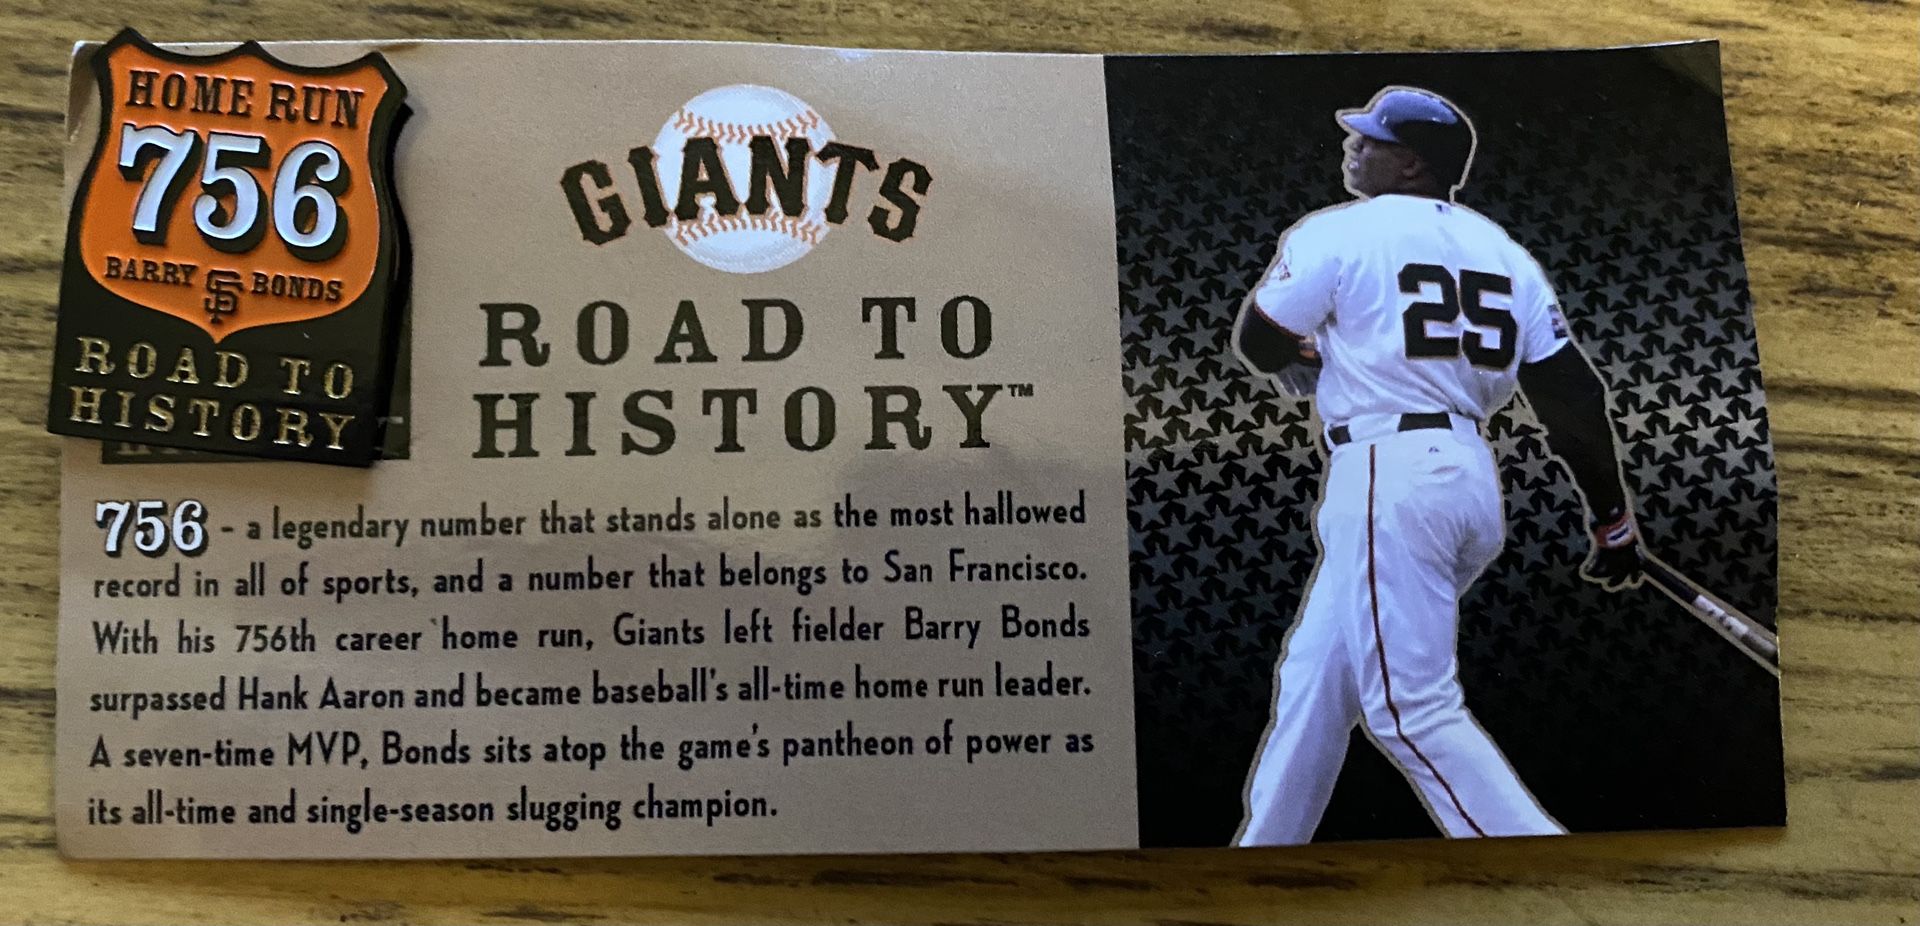 HOME RUN
756
BARRY SF BONDS
ROAD TO
HISTORY
GIANTS
ROAD TO
HISTORY™
756 - a legendary number that stands alone as the most hallowed
record in all of sports, and a number that belongs to San Francisco.
With his 756th career home run, Giants left fielder Barry Bonds
surpassed Hank Aaron and became baseball's all-time home run leader.
A seven-time MVP, Bonds sits atop the game's pantheon of power as
its all-time and single-season slugging champion.
25